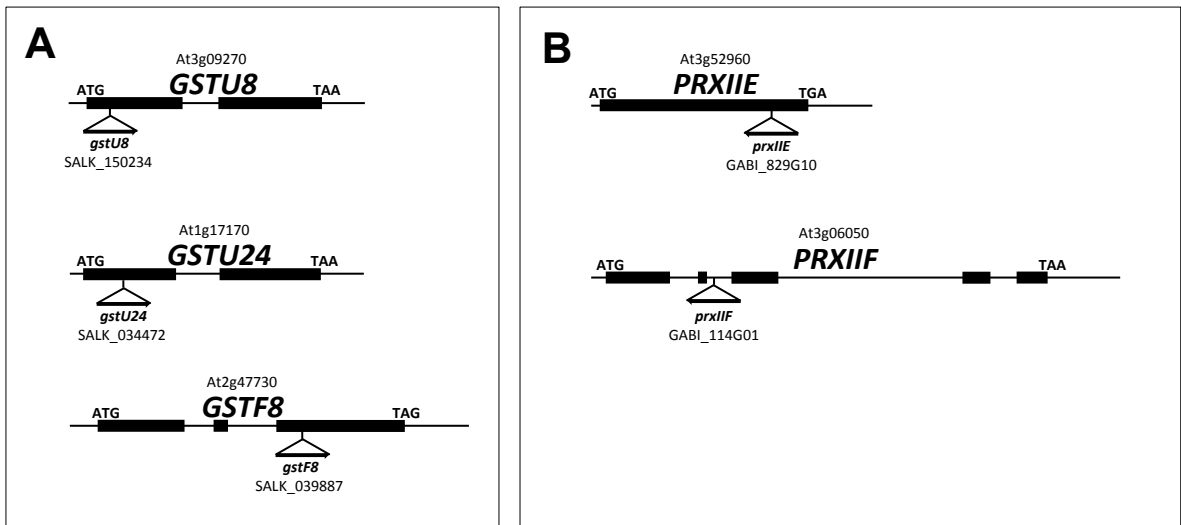 A
At3g09270
GSTU8
ATG
TAA
gstU8
SALK_150234
At1g17170
GSTU24
ATG
TAA
gstU24
SALK_034472
At2g47730
GSTF8
ATG
TAG
gstF8
SALK_039887
B
At3g52960
PRXIIE
ATG
TGA
prxIIE
GABI_829G10
At3g06050
PRXIIF
ATG
TAA
prxIIF
GABI_114G01